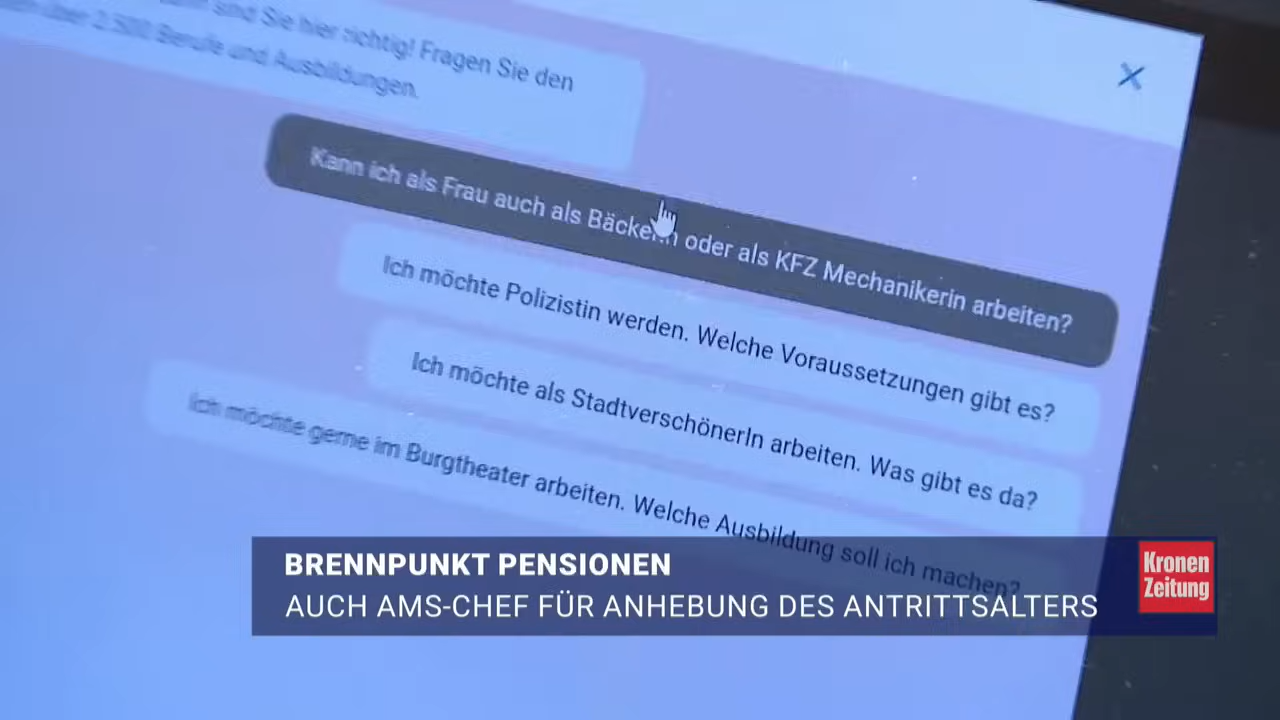 sind Sie hier richtig! Fragen Sie den
über 2.500 Berufe und Ausbildungen.
Kann ich als Frau auch als Bäckerin oder als KFZ Mechanikerin arbeiten?
Ich möchte Polizistin werden. Welche Voraussetzungen gibt es?
Ich möchte als StadtverschönerIn arbeiten. Was gibt es da?
Ich möchte gerne im Burgtheater arbeiten. Welche Ausbildung soll ich machen?
BRENNPUNKT PENSIONEN
AUCH AMS-CHEF FÜR ANHEBUNG DES ANTRITTSALTERS
Kronen
Zeitung